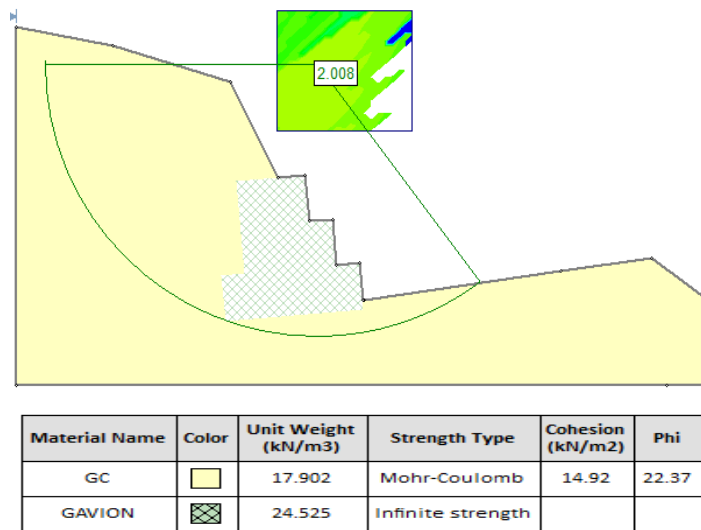 2.008
Material Name Color Unit Weight (kN/m3) Strength Type Cohesion (kN/m2) Phi
GC 17.902 Mohr-Coulomb 14.92 22.37
GAVION 24.525 Infinite strength